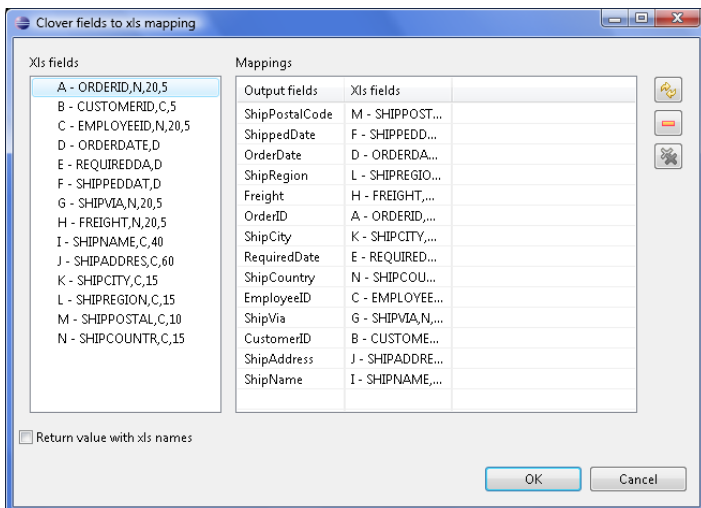 Clover fields to xls mapping
Xls fields
A - ORDERID,N,20,5
B - CUSTOMERID,C,5
C - EMPLOYEEID,N,20,5
D - ORDERDATE,D
E - REQUIREDDA,D
F - SHIPPEDDAT,D
G - SHIPVIA,N,20,5
H - FREIGHT,N,20,5
I - SHIPNAME,C,40
J - SHIPADDRES,C,60
K - SHIPCITY,C,15
L - SHIPREGION,C,15
M - SHIPPOSTAL,C,10
N - SHIPCOUNTR,C,15
Mappings
Output fields Xls fields
ShipPostalCode M - SHIPPOST...
ShippedDate F - SHIPPEDD...
OrderDate D - ORDERDA...
ShipRegion L - SHIPREGIO...
Freight H - FREIGHT,...
OrderID A - ORDERID,...
ShipCity K - SHIPCITY,...
RequiredDate E - REQUIRED...
ShipCountry N - SHIPCOU...
EmployeeID C - EMPLOYEE...
ShipVia G - SHIPVIA,N,...
CustomerID B - CUSTOME...
ShipAddress J - SHIPADDRE...
ShipName I - SHIPNAME,...
Return value with xls names
OK Cancel